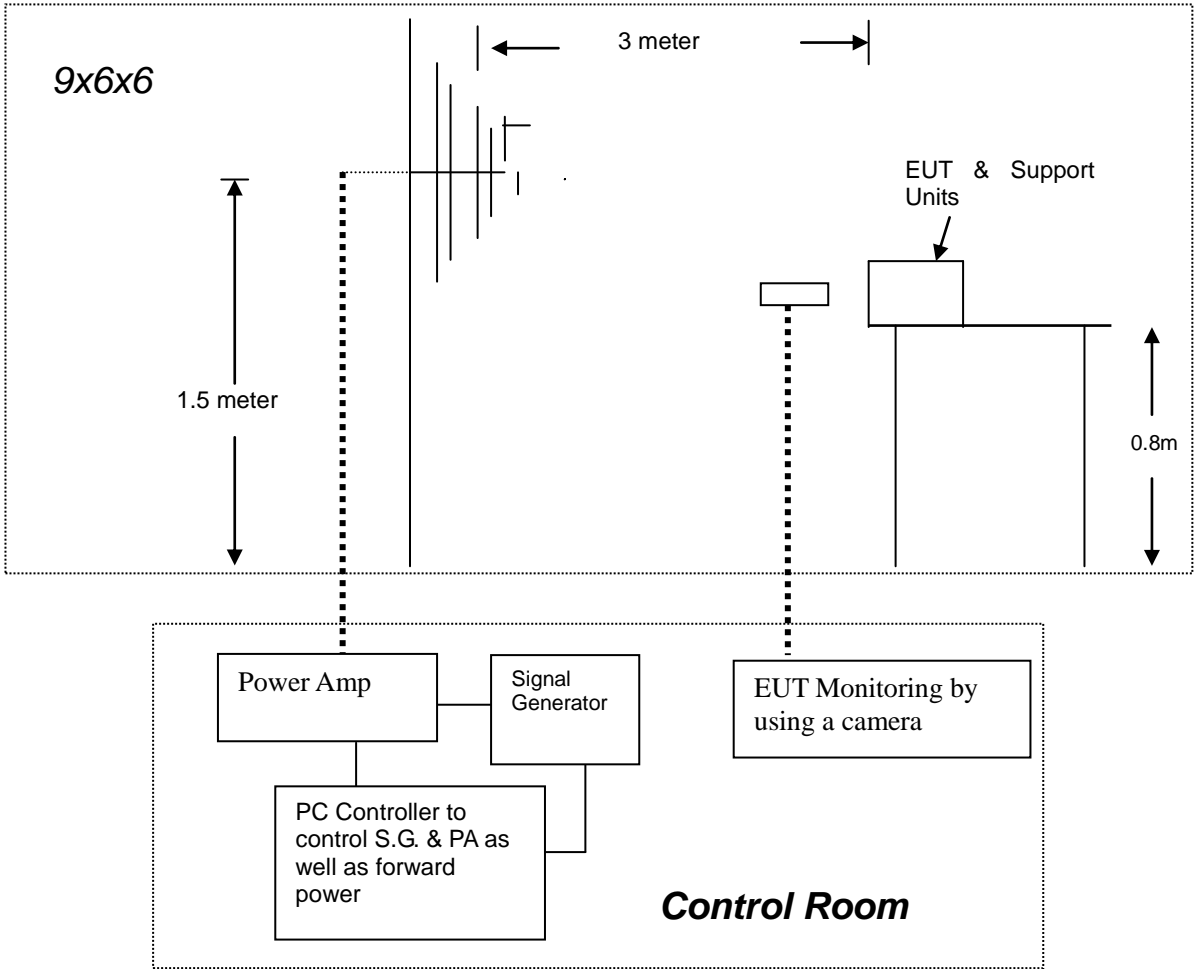 3 meter
9x6x6
EUT & Support
Units
1.5 meter
0.8m
Power Amp
Signal
Generator
EUT Monitoring by
using a camera
PC Controller to
control S.G. & PA as
well as forward
power
Control Room